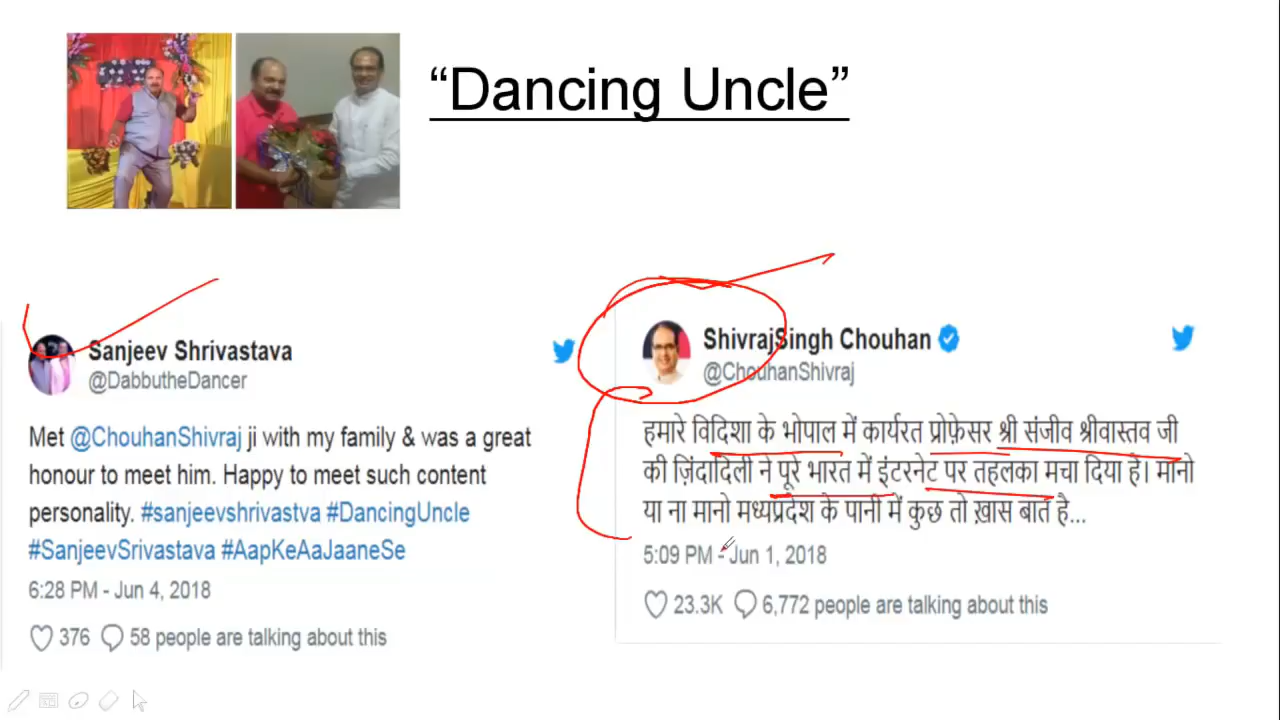 “Dancing Uncle”
Sanjeev Shrivastava
@DabbutheDancer
Met @ChouhanShivraj ji with my family & was a great
honour to meet him. Happy to meet such content
personality. #sanjeevshrivastva #DancingUncle
#SanjeevSrivastava #AapKeAaJaaneSe
6:28 PM - Jun 4, 2018
376 58 people are talking about this
ShivrajSingh Chouhan
@ChouhanShivraj
हमारे विदिशा के भोपाल में कार्यरत प्रोफ़ेसर श्री संजीव श्रीवास्तव जी
की ज़िंदादिली ने पूरे भारत में इंटरनेट पर तहलका मचा दिया है। मानो
या ना मानो मध्यप्रदेश के पानी में कुछ तो ख़ास बात है...
5:09 PM - Jun 1, 2018
23.3K 6,772 people are talking about this